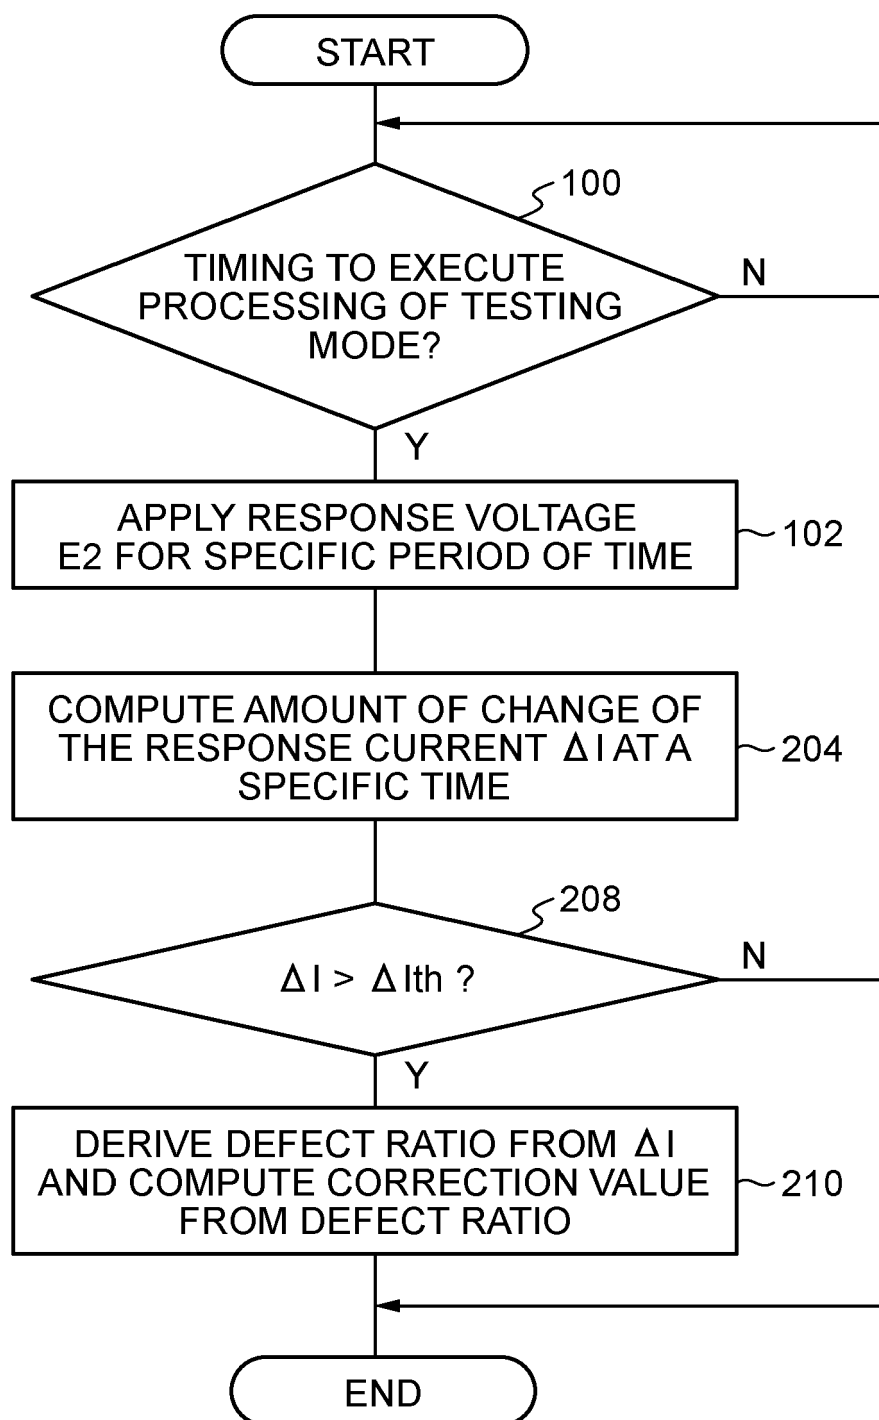 START
100
TIMING TO EXECUTE
PROCESSING OF TESTING
MODE?
N
Y
APPLY RESPONSE VOLTAGE
E2 FOR SPECIFIC PERIOD OF TIME
102
COMPUTE AMOUNT OF CHANGE OF
THE RESPONSE CURRENT ΔI AT A
SPECIFIC TIME
204
208
ΔI > ΔIth ?
N
Y
DERIVE DEFECT RATIO FROM ΔI
AND COMPUTE CORRECTION VALUE
FROM DEFECT RATIO
210
END